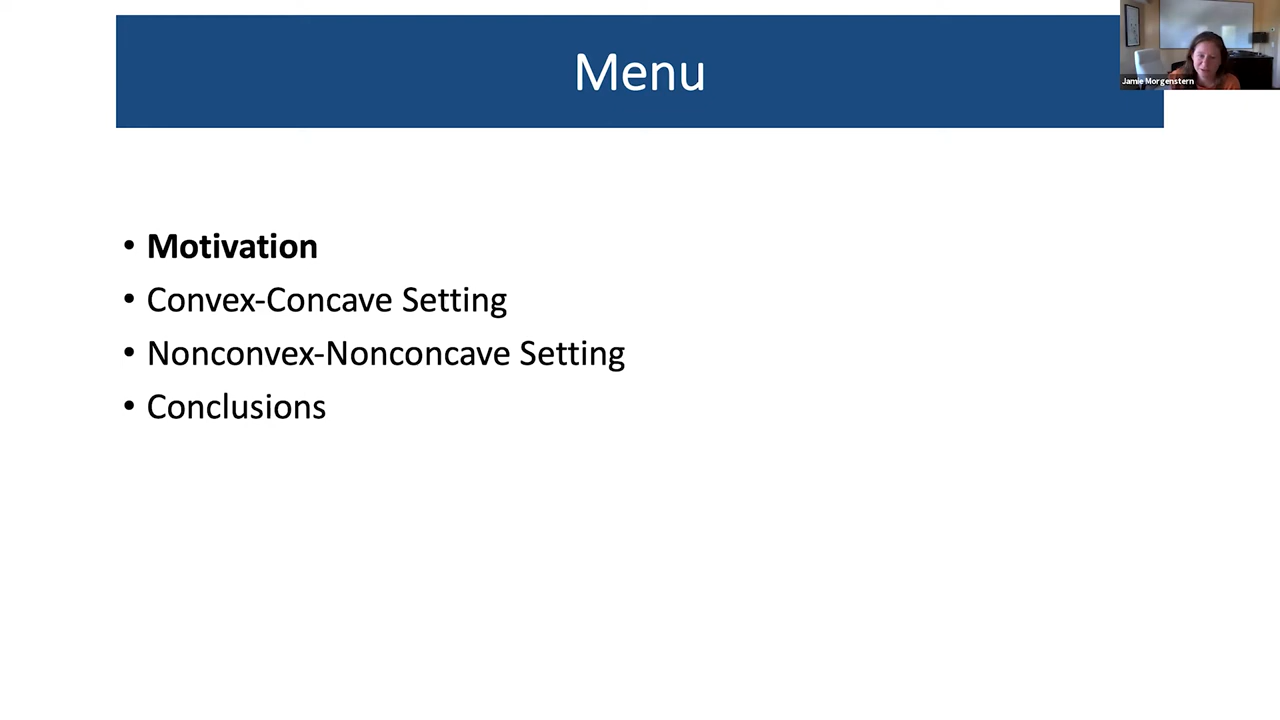 Menu
Jamie Morgenstern
• Motivation
• Convex-Concave Setting
• Nonconvex-Nonconcave Setting
• Conclusions